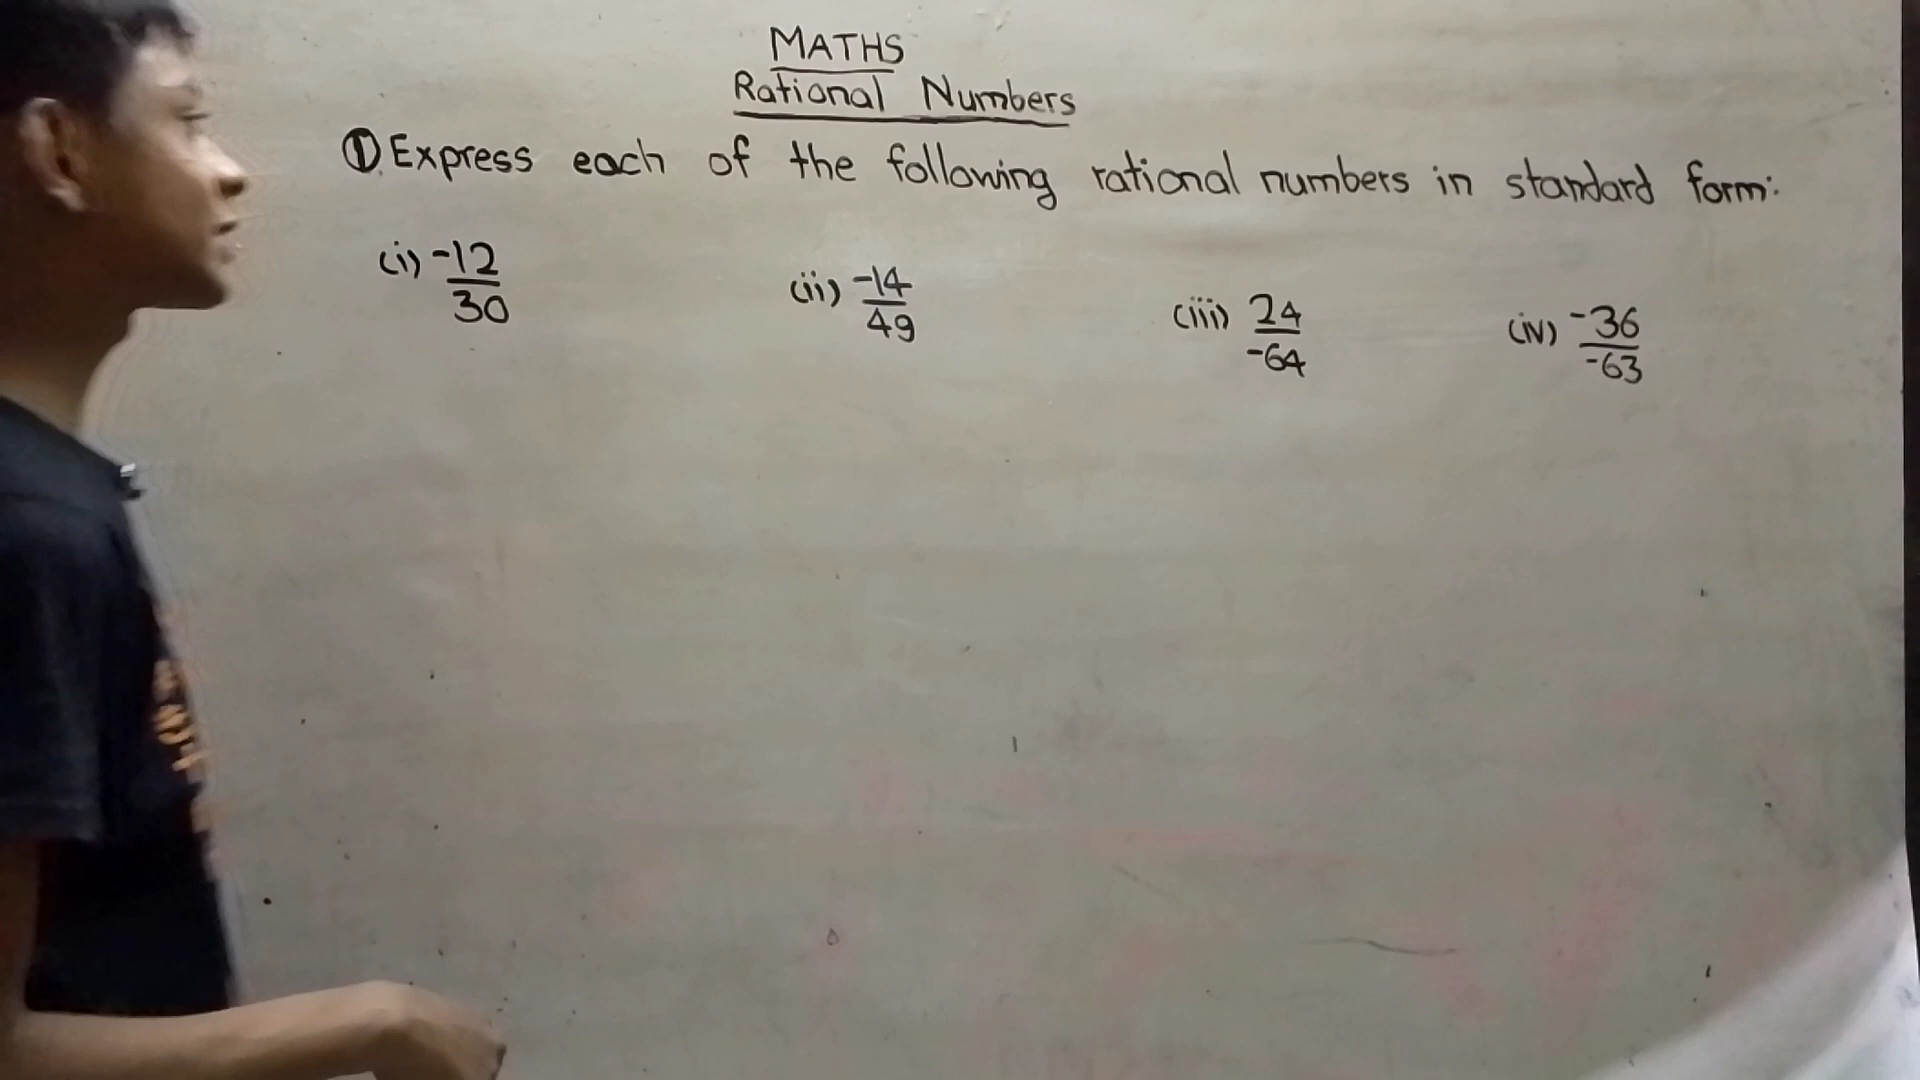 MATHS
Rational Numbers
① Express each of the following rational numbers in standard form:
(i) -12/30 (ii) -14/49 (iii) 24/-64 (iv) -36/-63